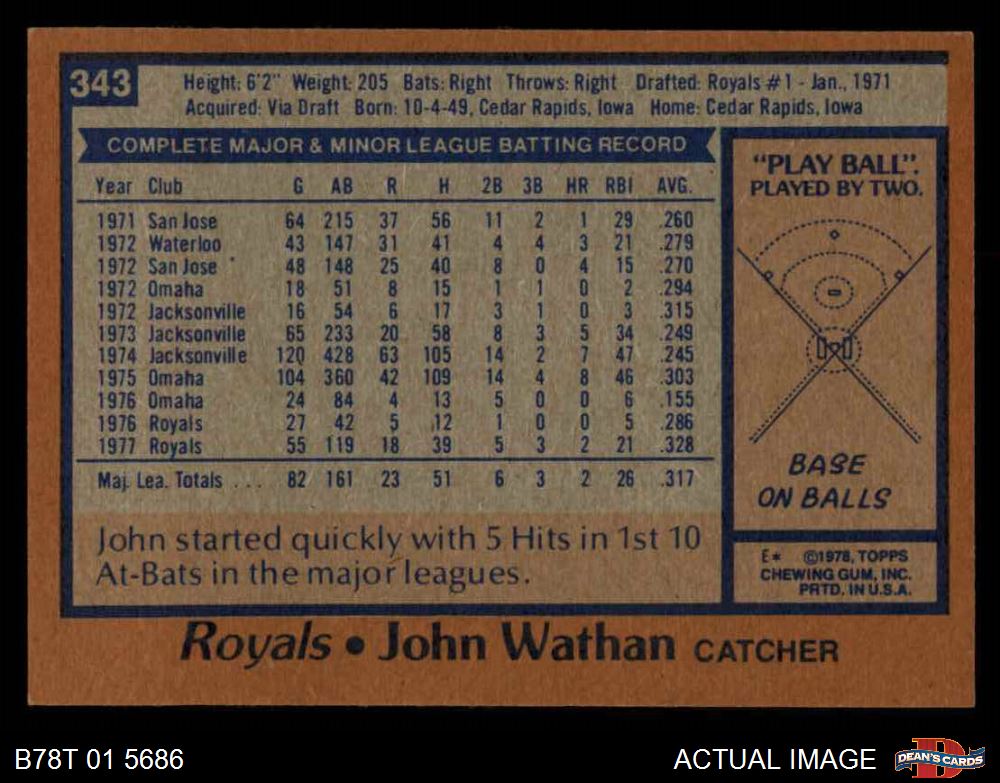 343
Height: 6'2" Weight: 205 Bats: Right Throws: Right Drafted: Royals #1 - Jan., 1971
Acquired: Via Draft Born: 10-4-49, Cedar Rapids, Iowa Home: Cedar Rapids, Iowa
COMPLETE MAJOR & MINOR LEAGUE BATTING RECORD
Year Club G AB R H 2B 3B HR RBI AVG.
1971 San Jose 64 215 37 56 11 2 1 29 .260
1972 Waterloo 43 147 31 41 4 4 3 21 .279
1972 San Jose 48 148 25 40 8 0 4 15 .270
1972 Omaha 18 51 8 15 1 1 0 2 .294
1972 Jacksonville 16 54 6 17 3 1 0 3 .315
1973 Jacksonville 65 233 20 58 8 3 5 34 .249
1974 Jacksonville 120 428 63 105 14 2 7 47 .245
1975 Omaha 104 360 42 109 14 4 8 46 .303
1976 Omaha 24 84 4 13 5 0 0 6 .155
1976 Royals 27 42 5 12 1 0 0 5 .286
1977 Royals 55 119 18 39 5 3 2 21 .328
Maj. Lea. Totals ... 82 161 23 51 6 3 2 26 .317
John started quickly with 5 Hits in 1st 10
At-Bats in the major leagues.
"PLAY BALL".
PLAYED BY TWO.
BASE
ON BALLS
E* ©1978, TOPPS
CHEWING GUM, INC.
PRTD. IN U.S.A.
Royals • John Wathan CATCHER
B78T 01 5686
ACTUAL IMAGE
D
DEAN'S CARDS